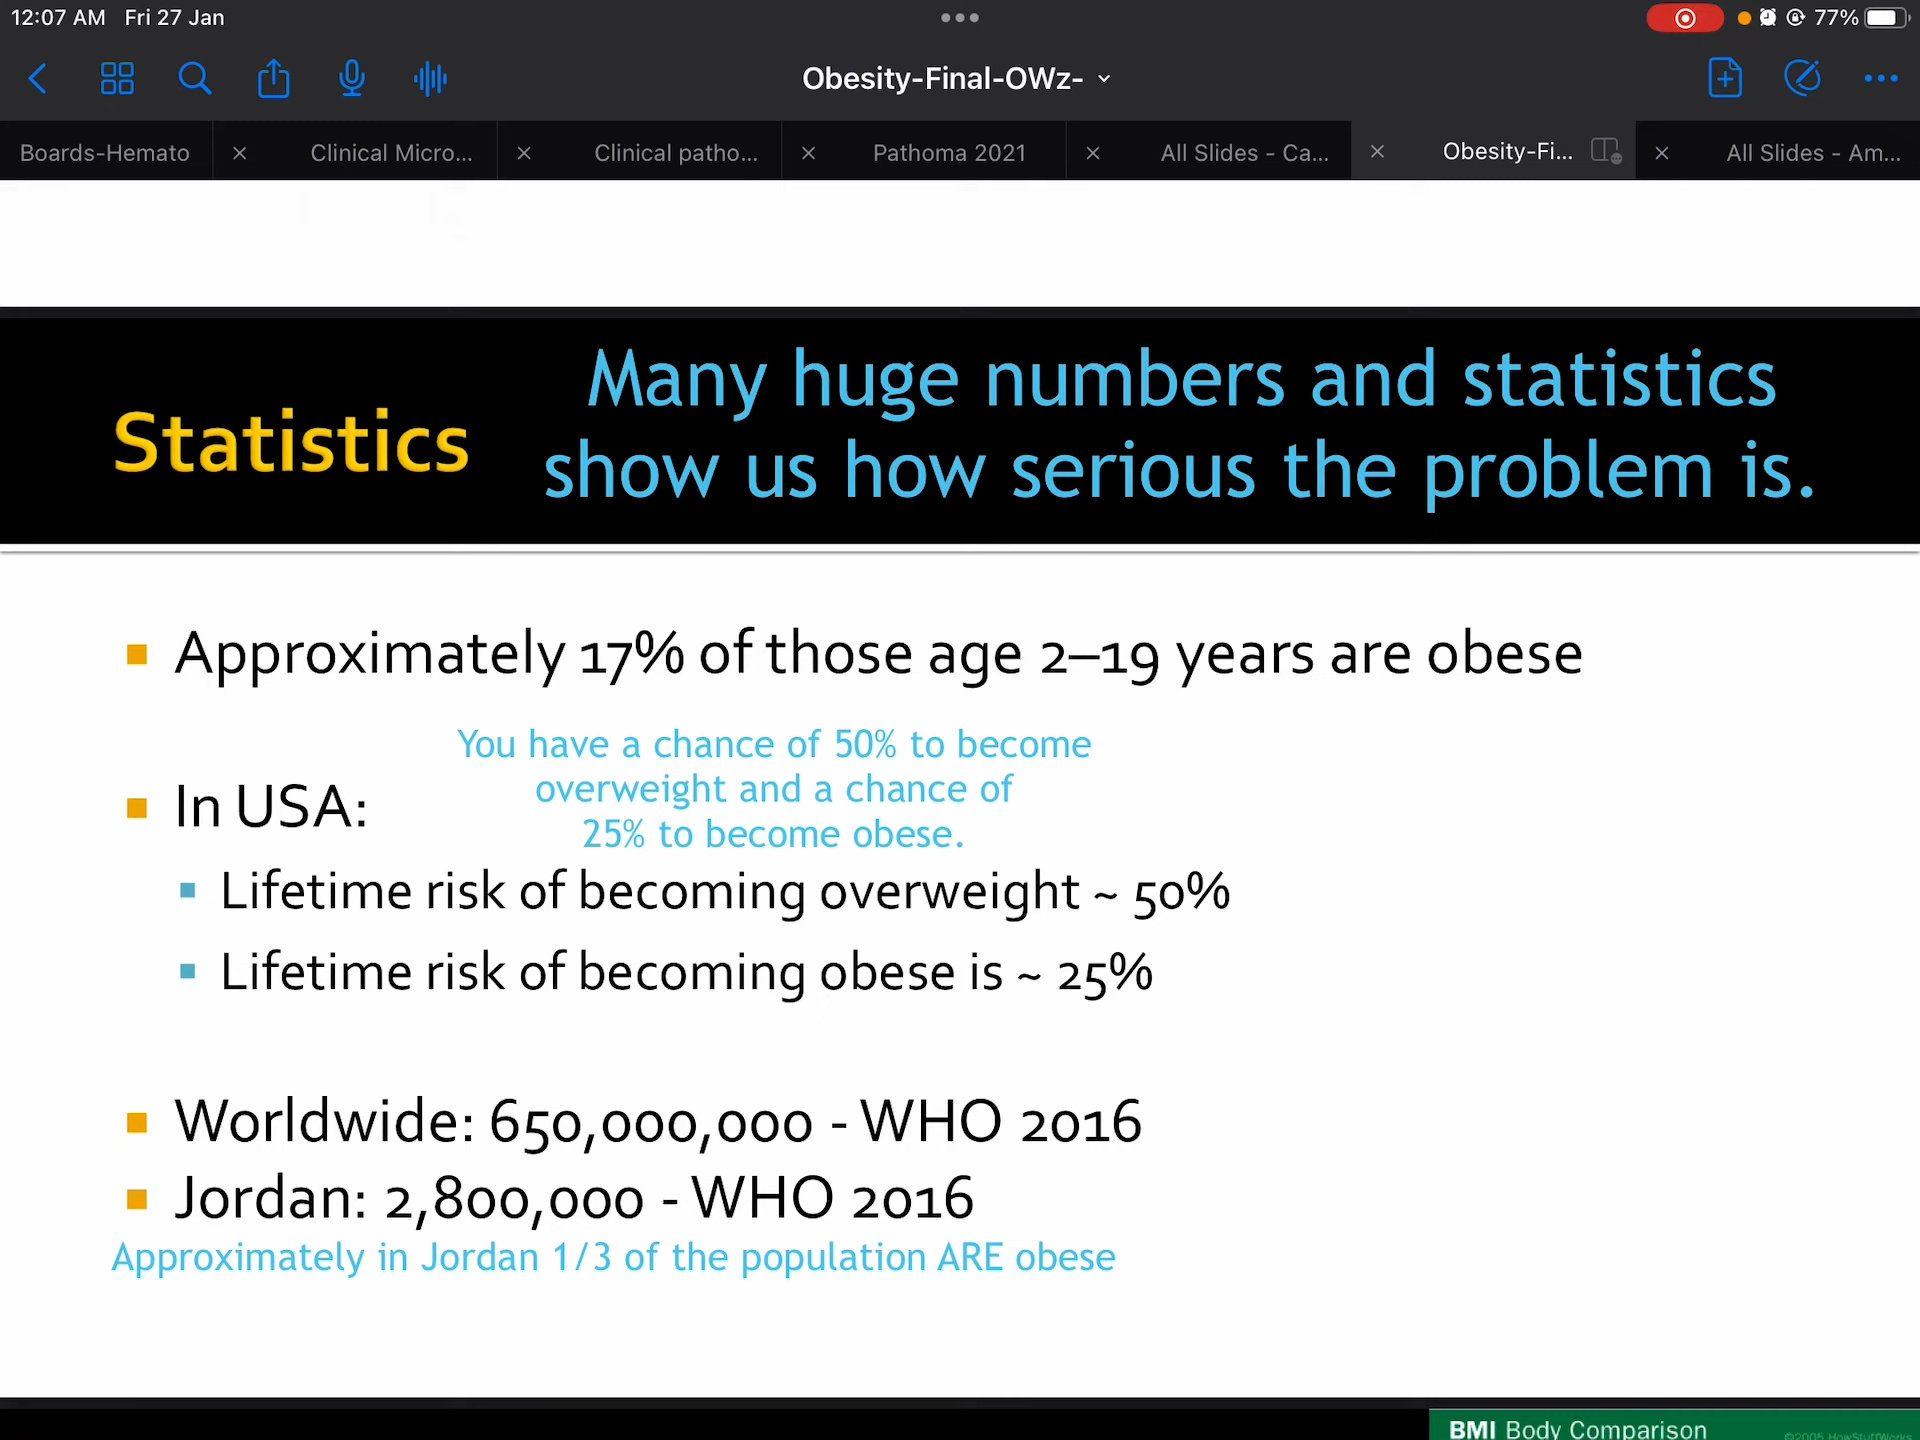 12:07 AM Fri 27 Jan
77%
Obesity-Final-OWz-
Boards-Hemato
Clinical Micro...
Clinical patho...
Pathoma 2021
All Slides - Ca...
Obesity-Fi...
All Slides - Am...
Many huge numbers and statistics
show us how serious the problem is.
Statistics
Approximately 17% of those age 2–19 years are obese
You have a chance of 50% to become
overweight and a chance of
25% to become obese.
In USA:
Lifetime risk of becoming overweight ~ 50%
Lifetime risk of becoming obese is ~ 25%
Worldwide: 650,000,000 - WHO 2016
Jordan: 2,800,000 - WHO 2016
Approximately in Jordan 1/3 of the population ARE obese
BMI Body Comparison
©2005 HowStuffWorks